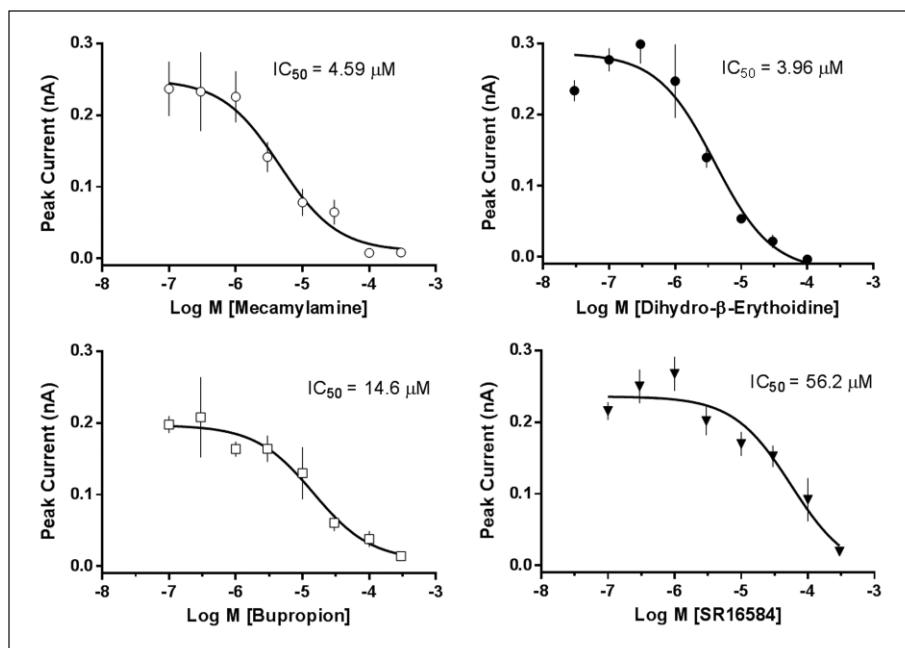 0.3
0.2
0.1
0.0
Peak Current (nA)
IC50 = 4.59 μM
-8 -7 -6 -5 -4 -3
Log M [Mecamylamine]
0.3
0.2
0.1
0.0
Peak Current (nA)
IC50 = 3.96 μM
-8 -7 -6 -5 -4 -3
Log M [Dihydro-β-Erythoidine]
0.3
0.2
0.1
0.0
Peak Current (nA)
IC50 = 14.6 μM
-8 -7 -6 -5 -4 -3
Log M [Bupropion]
0.3
0.2
0.1
0.0
Peak Current (nA)
IC50 = 56.2 μM
-8 -7 -6 -5 -4 -3
Log M [SR16584]